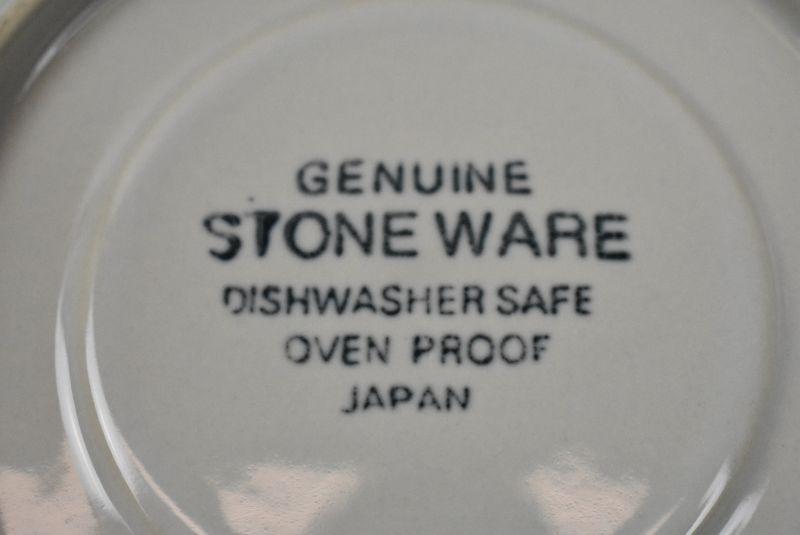 GENUINE
STONE WARE
DISHWASHER SAFE
OVEN PROOF
JAPAN